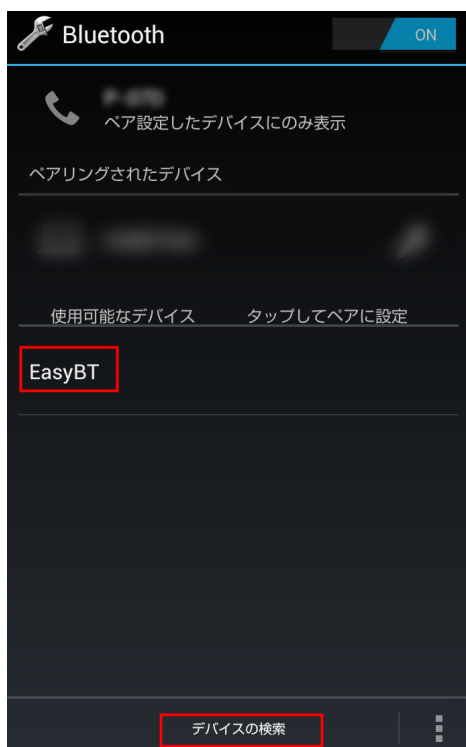 Bluetooth
ON
ペア設定したデバイスにのみ表示
ペアリングされたデバイス
使用可能なデバイス タップしてペアに設定
EasyBT
デバイスの検索